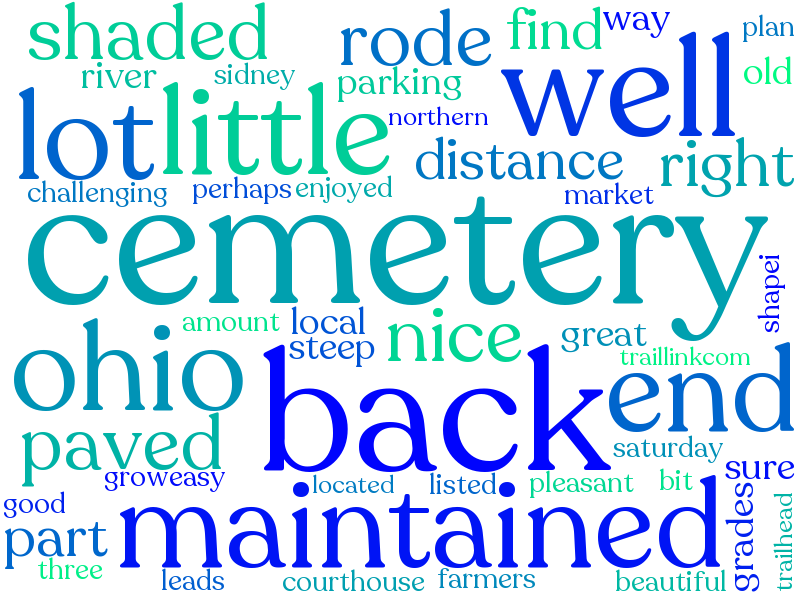 shaded
rode
find
way
plan
river
sidney
parking
well
old
lot
little
northern
distance
right
challenging
perhaps
enjoyed
market
cemetery
shapei
amount
local
nice
great
steep
traillinkcom
ohio
back
end
paved
saturday
groweasy
located
listed
pleasant
bit
sure
good
maintained
grades
trailhead
part
three
leads
courthouse
farmers
beautiful